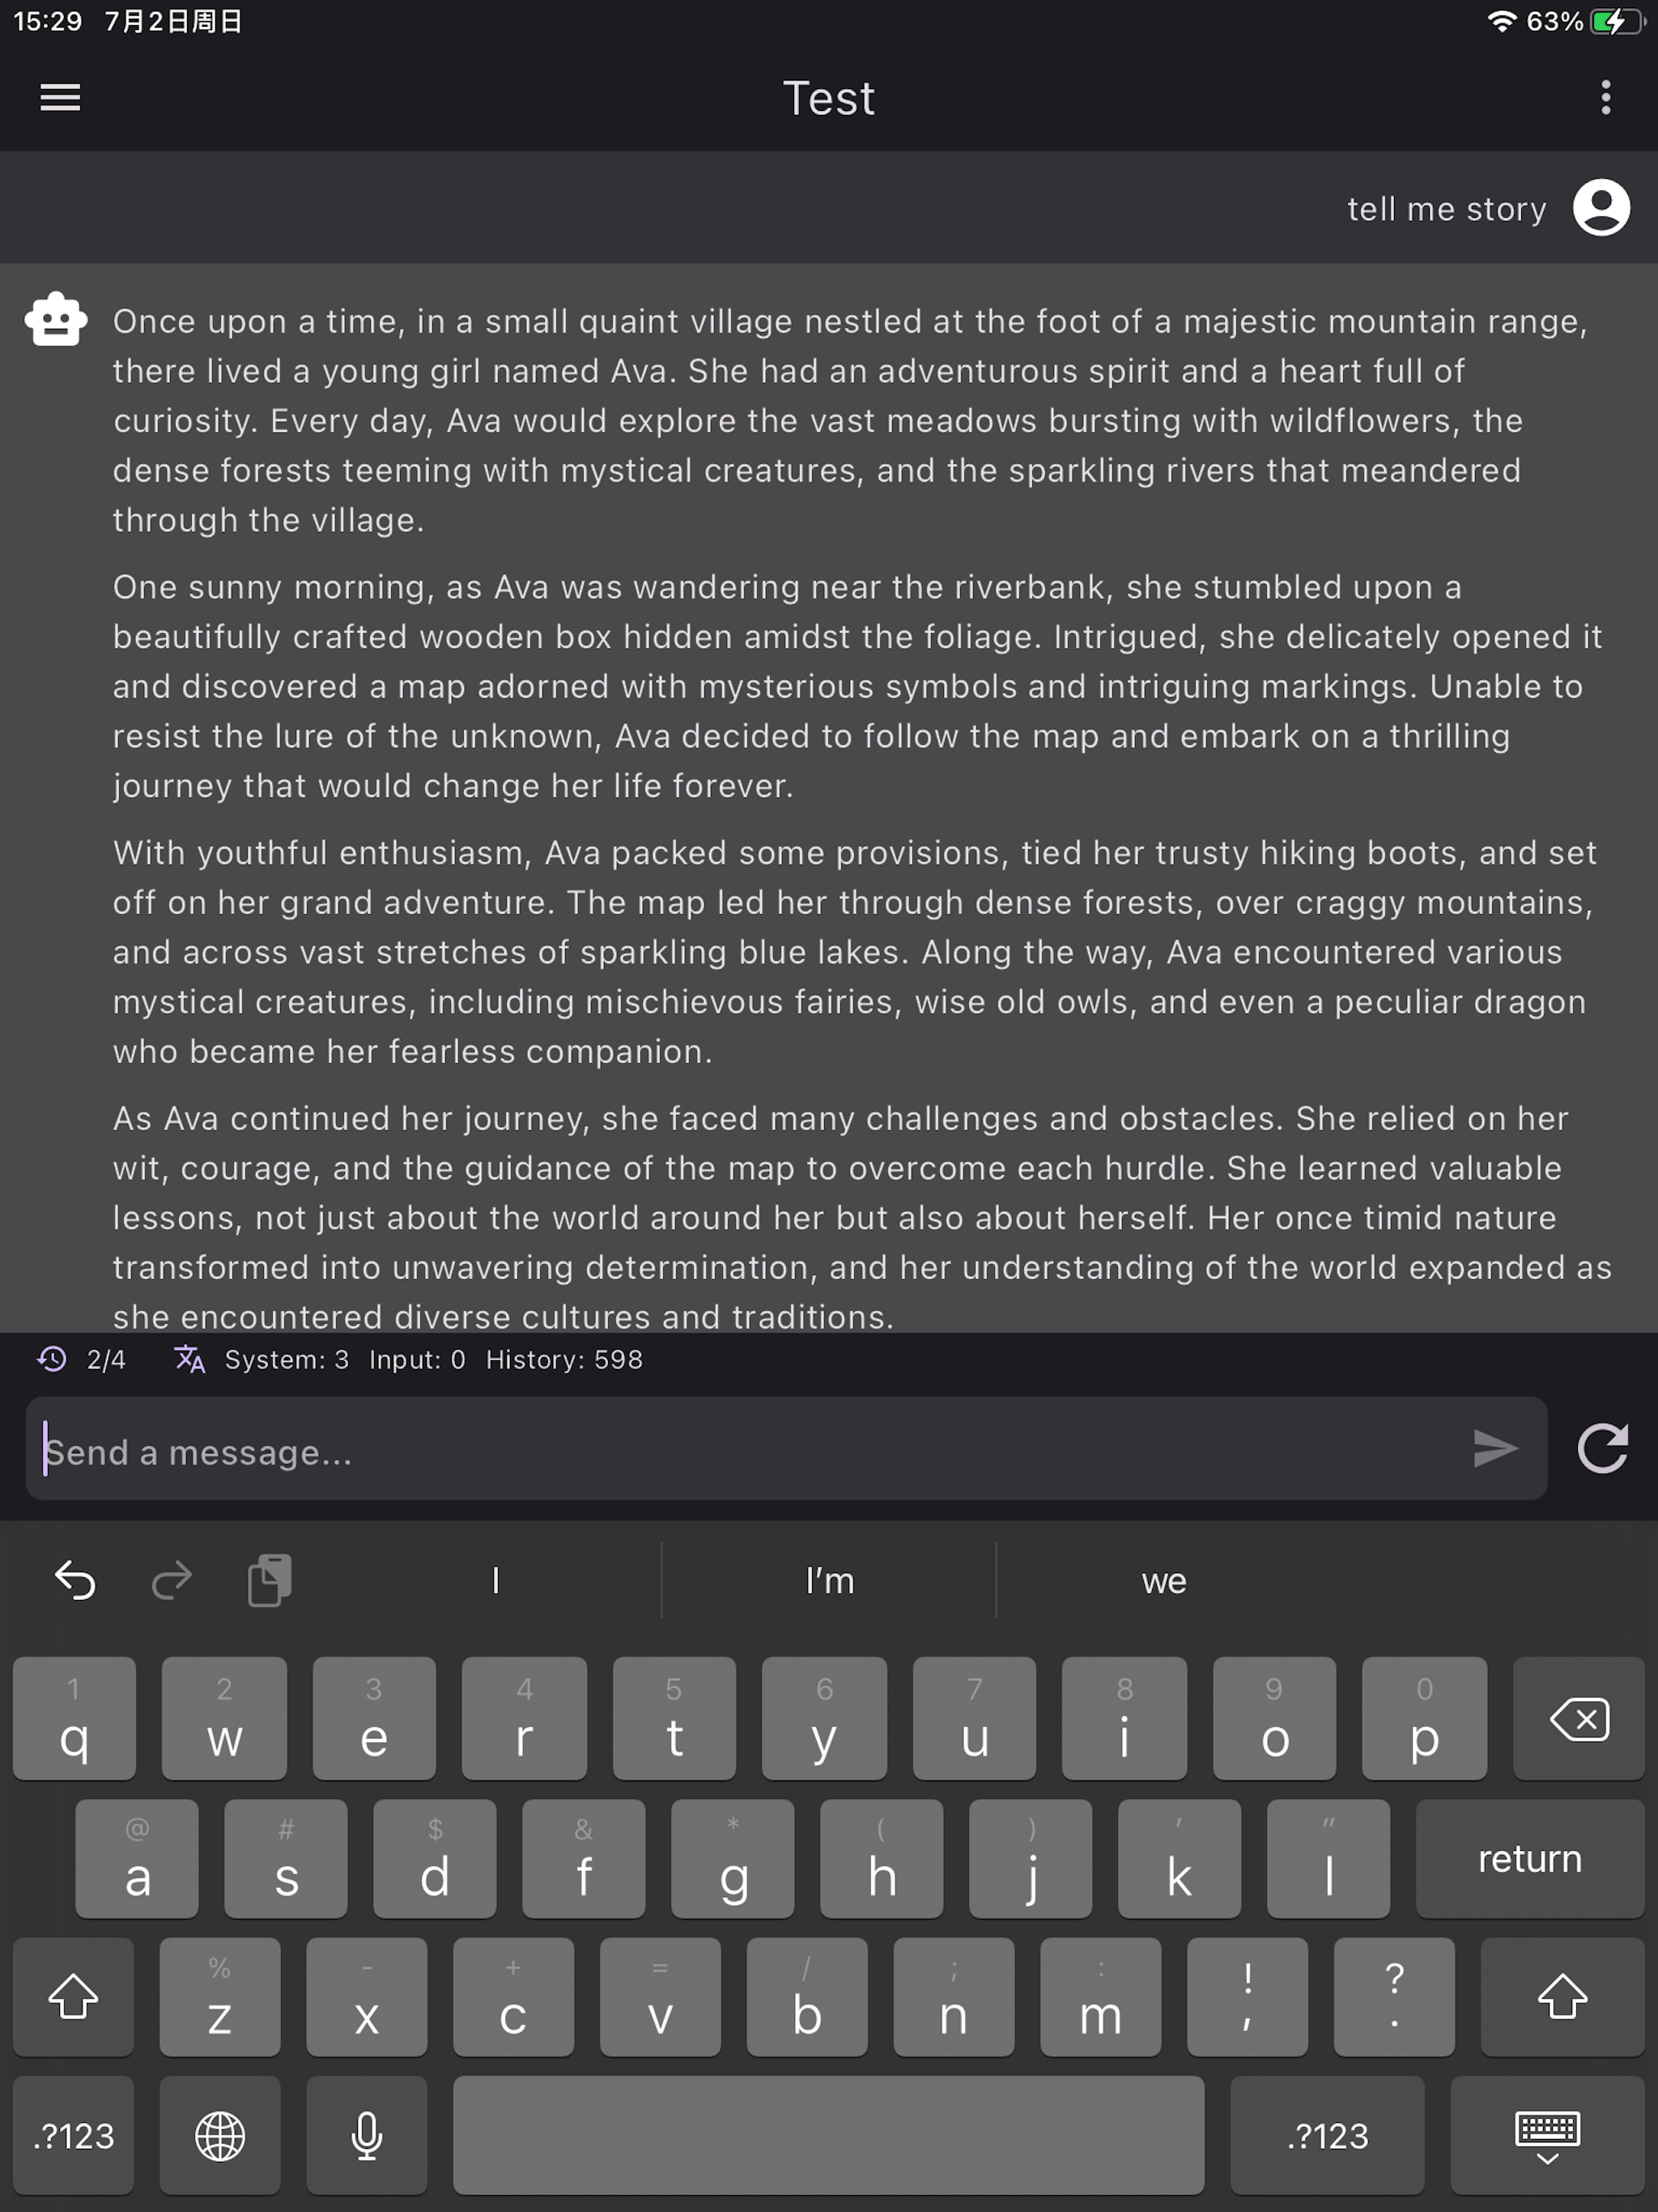 15:29 7月2日周日 63%
Test
tell me story
Once upon a time, in a small quaint village nestled at the foot of a majestic mountain range,
there lived a young girl named Ava. She had an adventurous spirit and a heart full of
curiosity. Every day, Ava would explore the vast meadows bursting with wildflowers, the
dense forests teeming with mystical creatures, and the sparkling rivers that meandered
through the village.
One sunny morning, as Ava was wandering near the riverbank, she stumbled upon a
beautifully crafted wooden box hidden amidst the foliage. Intrigued, she delicately opened it
and discovered a map adorned with mysterious symbols and intriguing markings. Unable to
resist the lure of the unknown, Ava decided to follow the map and embark on a thrilling
journey that would change her life forever.
With youthful enthusiasm, Ava packed some provisions, tied her trusty hiking boots, and set
off on her grand adventure. The map led her through dense forests, over craggy mountains,
and across vast stretches of sparkling blue lakes. Along the way, Ava encountered various
mystical creatures, including mischievous fairies, wise old owls, and even a peculiar dragon
who became her fearless companion.
As Ava continued her journey, she faced many challenges and obstacles. She relied on her
wit, courage, and the guidance of the map to overcome each hurdle. She learned valuable
lessons, not just about the world around her but also about herself. Her once timid nature
transformed into unwavering determination, and her understanding of the world expanded as
she encountered diverse cultures and traditions.
2/4 System: 3 Input: 0 History: 598
Send a message...
I I'm we
1 2 3 4 5 6 7 8 9 0
q w e r t y u i o p
@ # $ & * ( ) ' "
a s d f g h j k l return
% - + = / ; : ! ?
z x c v b n m , .
.?123 .?123